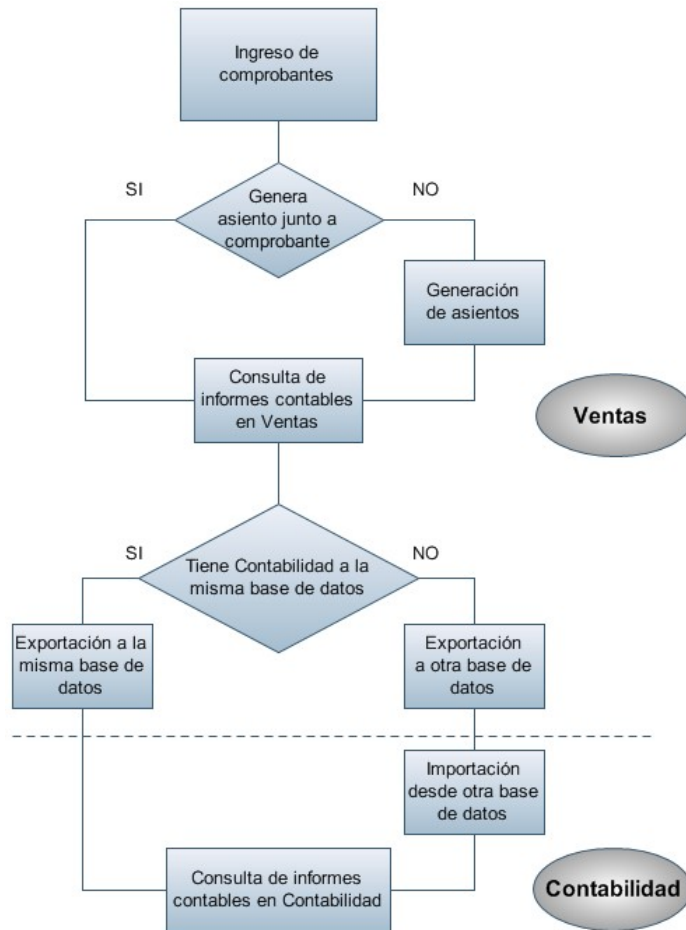 Ingreso de
comprobantes
SI
NO
Genera
asiento junto a
comprobante
Generación
de asientos
Consulta de
informes contables
en Ventas
Ventas
SI
NO
Tiene Contabilidad a la
misma base de datos
Exportación a la
misma base de
datos
Exportación
a otra base de
datos
Importación
desde otra base
de datos
Consulta de informes
contables en Contabilidad
Contabilidad